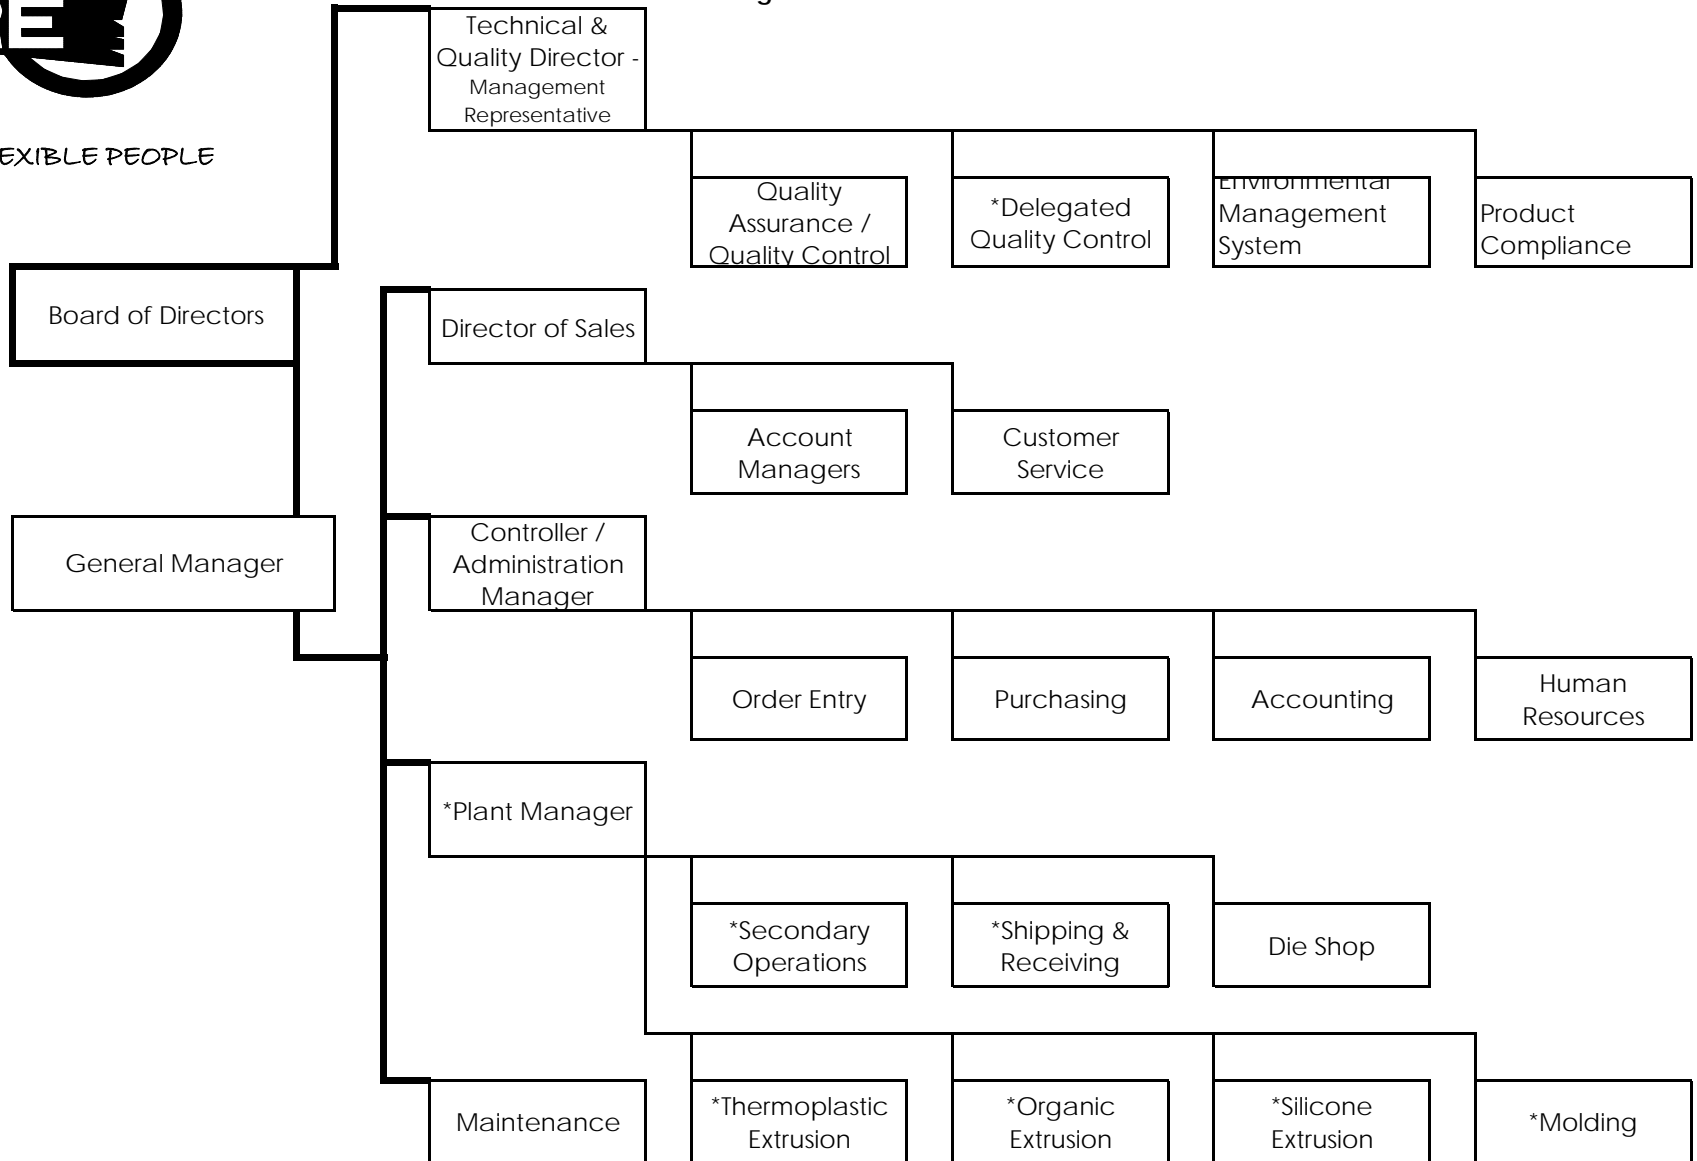 Technical &
Quality Director -
Management
Representative
EXIBLE PEOPLE
Quality
Assurance /
Quality Control
*Delegated
Quality Control
Environmental
Management
System
Product
Compliance
Board of Directors
Director of Sales
Account
Managers
Customer
Service
General Manager
Controller /
Administration
Manager
Order Entry
Purchasing
Accounting
Human
Resources
*Plant Manager
*Secondary
Operations
*Shipping &
Receiving
Die Shop
Maintenance
*Thermoplastic
Extrusion
*Organic
Extrusion
*Silicone
Extrusion
*Molding